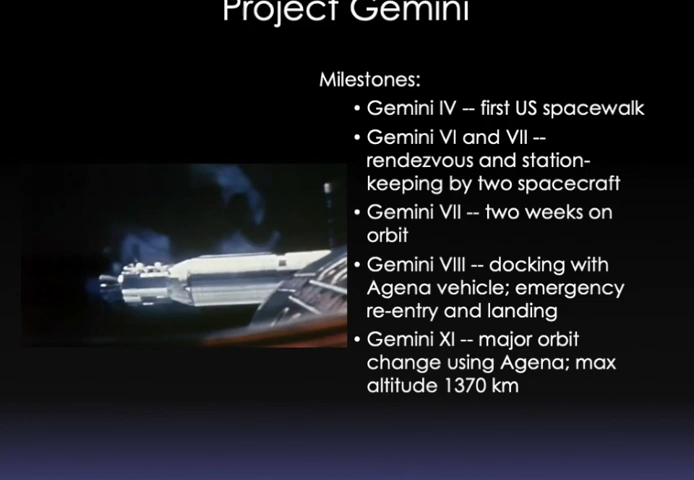 Project Gemini
Milestones:
• Gemini IV -- first US spacewalk
• Gemini VI and VII --
rendezvous and station-
keeping by two spacecraft
• Gemini VII -- two weeks on
orbit
• Gemini VIII -- docking with
Agena vehicle; emergency
re-entry and landing
• Gemini XI -- major orbit
change using Agena; max
altitude 1370 km